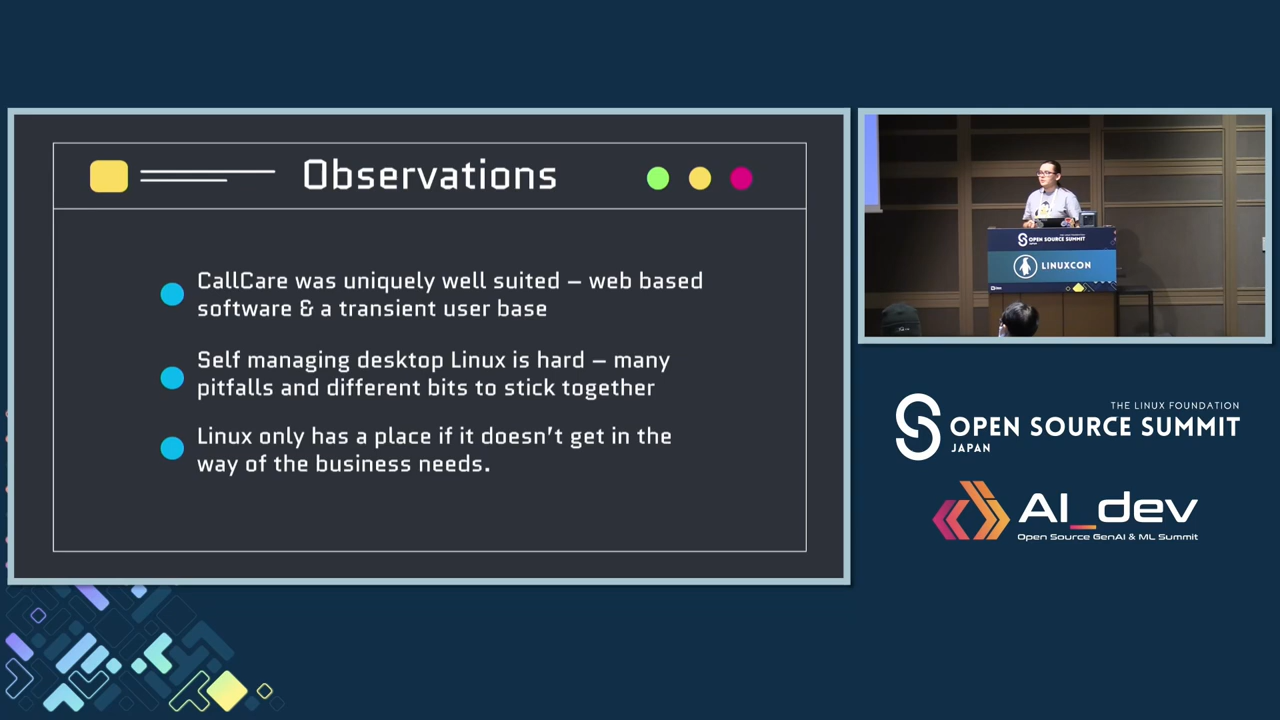 Observations
CallCare was uniquely well suited – web based
software & a transient user base
Self managing desktop Linux is hard – many
pitfalls and different bits to stick together
Linux only has a place if it doesn't get in the
way of the business needs.
OPEN SOURCE SUMMIT
LINUXCON
THE LINUX FOUNDATION
OPEN SOURCE SUMMIT
JAPAN
AI_dev
Open Source GenAI & ML Summit